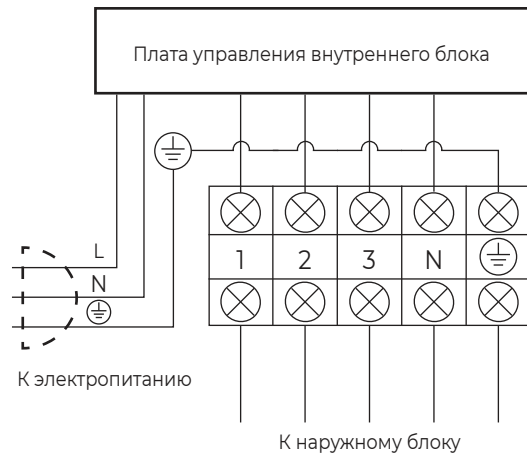 Плата управления внутреннего блока
L
N
1 2 3 N
К электропитанию
К наружному блоку